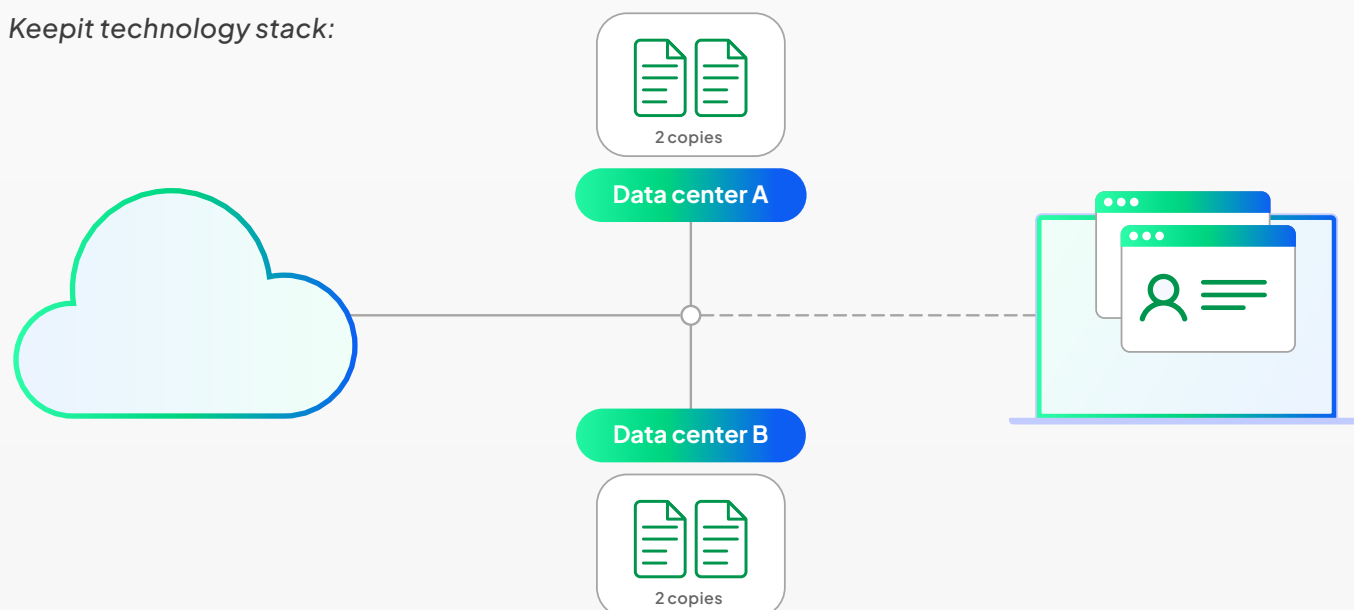 Keepit technology stack:
2 copies
Data center A
Data center B
2 copies